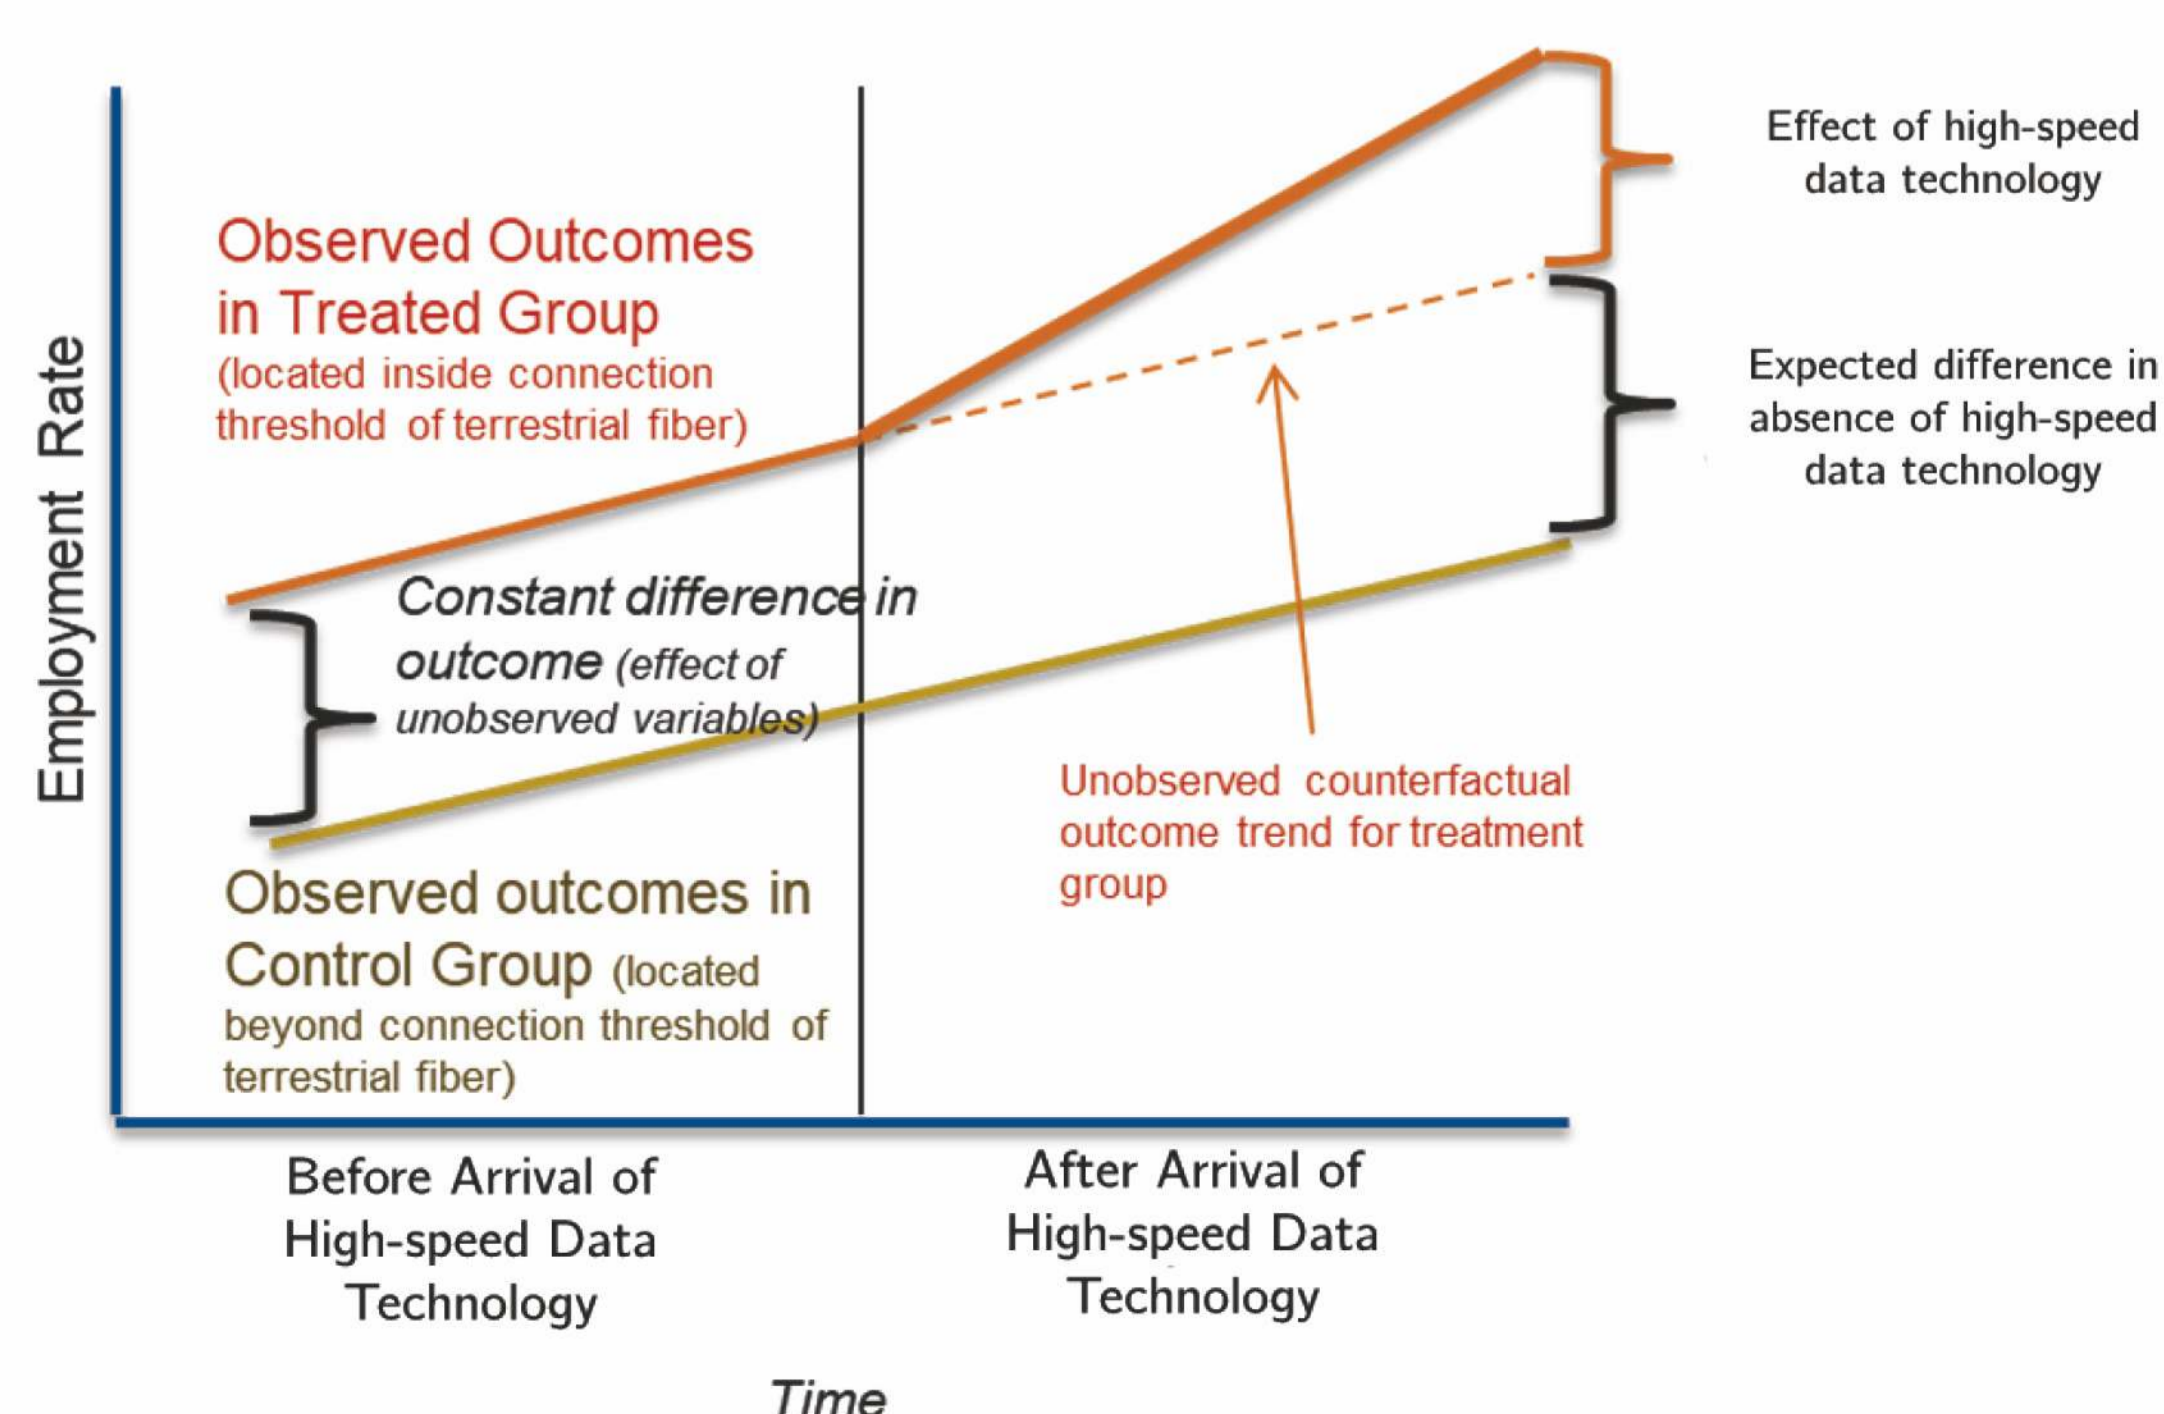 Effect of high-speed
data technology
Observed Outcomes
in Treated Group
(located inside connection
threshold of terrestrial fiber)
Employment Rate
Expected difference in
absence of high-speed
data technology
Constant difference in
outcome (effect of
unobserved variables)
Unobserved counterfactual
outcome trend for treatment
group
Observed outcomes in
Control Group (located
beyond connection threshold of
terrestrial fiber)
Before Arrival of
High-speed Data
Technology
After Arrival of
High-speed Data
Technology
Time